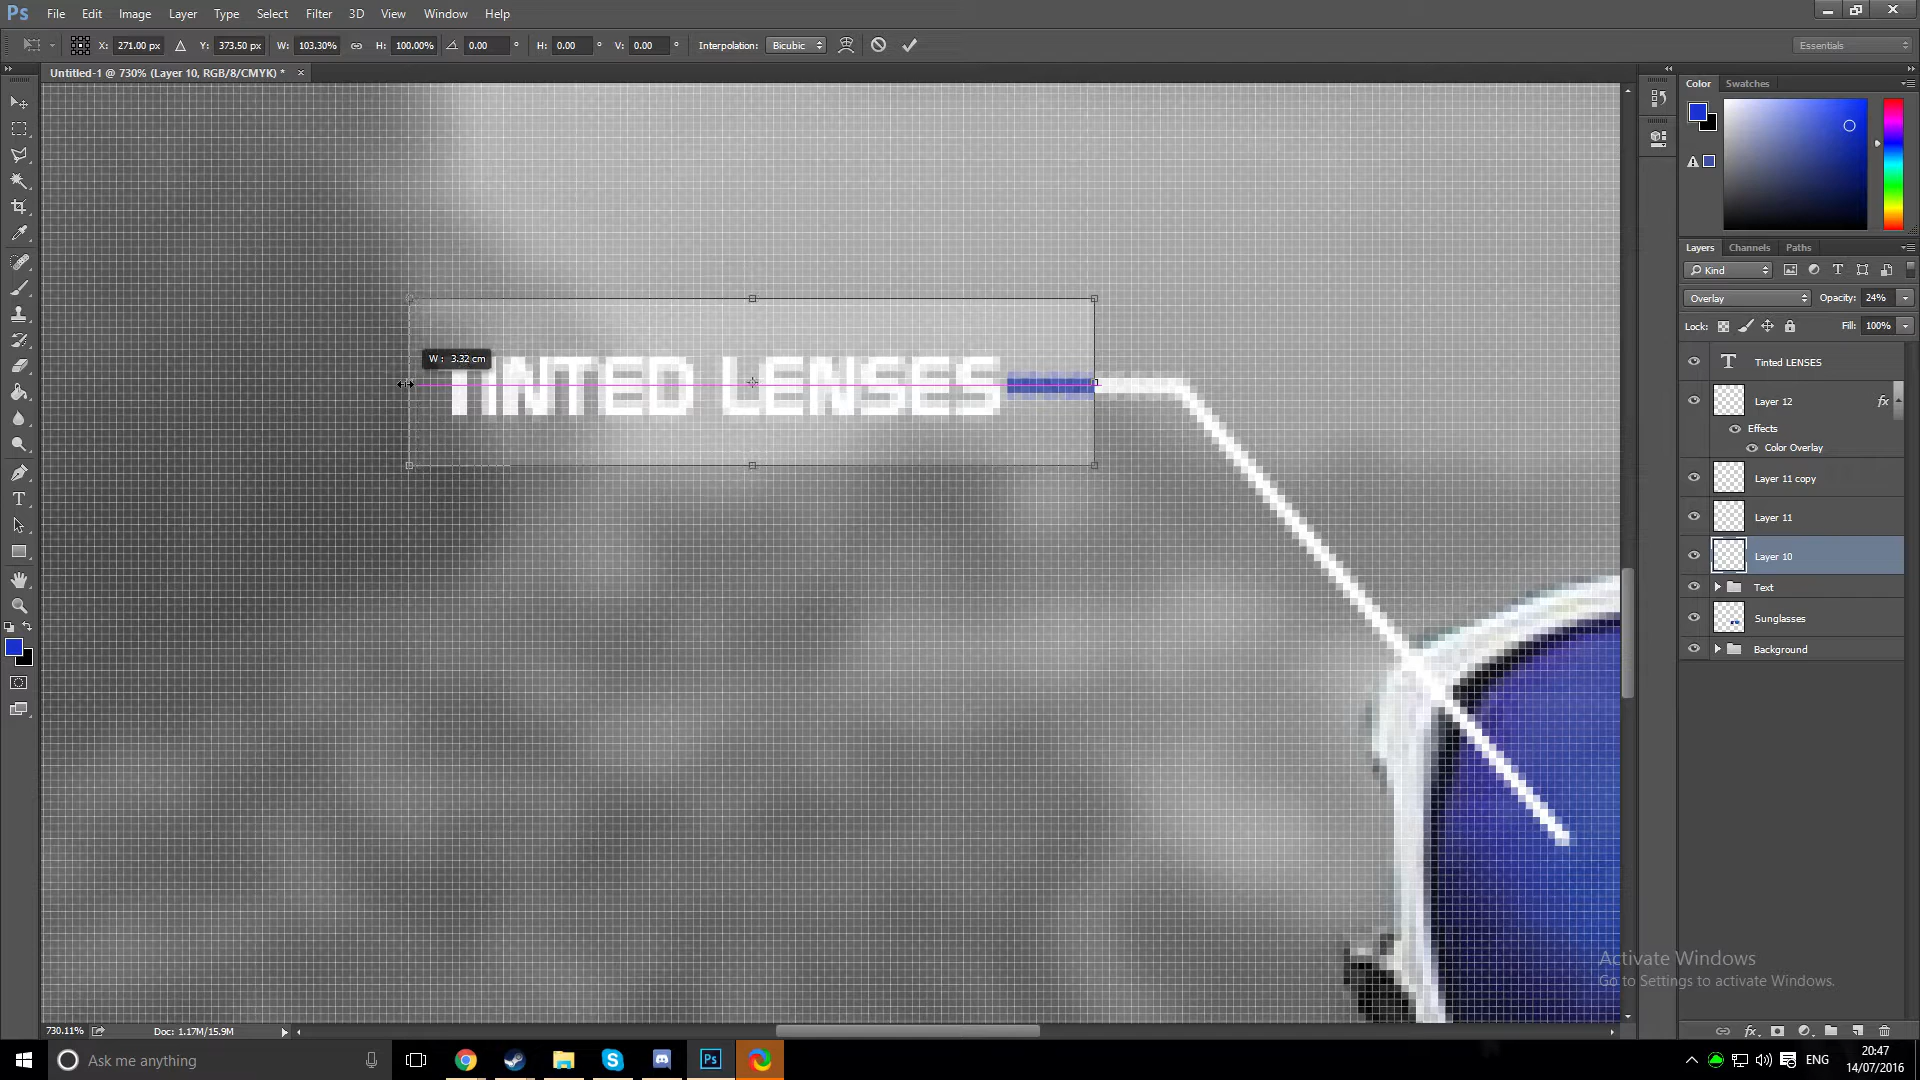 Ps File Edit Image Layer Type Select Filter 3D View Window Help
X: 271.00 px Y: 373.50 px W: 103.30% H: 100.00% 0.00 ° H: 0.00 ° V: 0.00 ° Interpolation: Bicubic Essentials
Untitled-1 @ 730% (Layer 10, RGB/8/CMYK) * ×
Color Swatches
Layers Channels Paths
Kind
Overlay Opacity: 24%
Lock: Fill: 100%
Tinted LENSES
Layer 12 fx
Effects
Color Overlay
Layer 11 copy
Layer 11
Layer 10
Text
Sunglasses
Background
W: 3.32 cm
TINTED LENSES
Activate Windows
Go to Settings to activate Windows.
730.11% Doc: 1.17M/15.9M
Ask me anything
Ps
ENG
20:47
14/07/2016